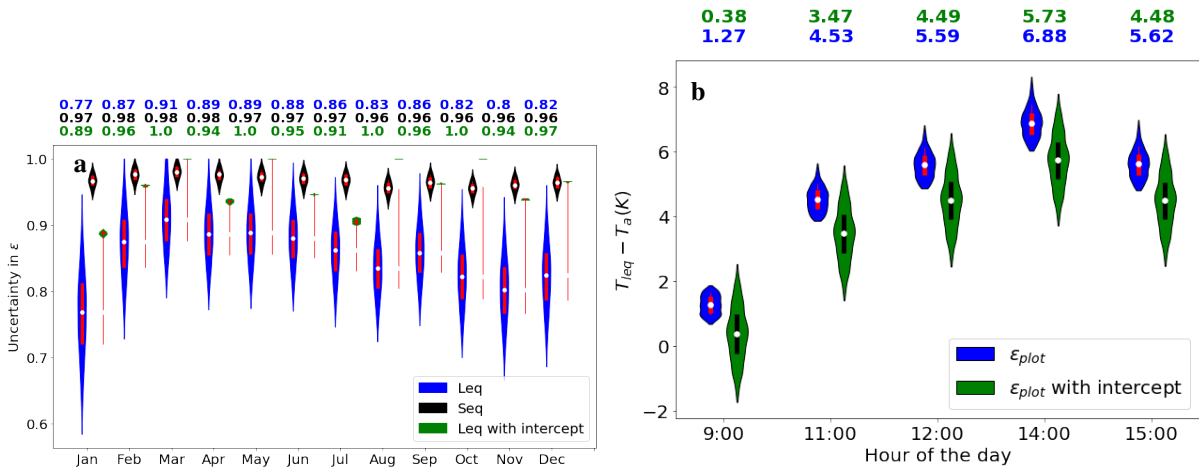 0.77 0.87 0.91 0.89 0.89 0.88 0.86 0.83 0.86 0.82 0.8 0.82
0.97 0.98 0.98 0.98 0.97 0.97 0.97 0.96 0.96 0.96 0.96 0.96
0.89 0.96 1.0 0.94 1.0 0.95 0.91 1.0 0.96 1.0 0.94 0.97
a
Uncertainty in ε
1.0
0.9
0.8
0.7
0.6
Leq
Seq
Leq with intercept
Jan Feb Mar Apr May Jun Jul Aug Sep Oct Nov Dec
0.38 3.47 4.49 5.73 4.48
1.27 4.53 5.59 6.88 5.62
b
T_leq − T_a(K)
8
6
4
2
0
−2
ε_plot
ε_plot with intercept
9:00 11:00 12:00 14:00 15:00
Hour of the day